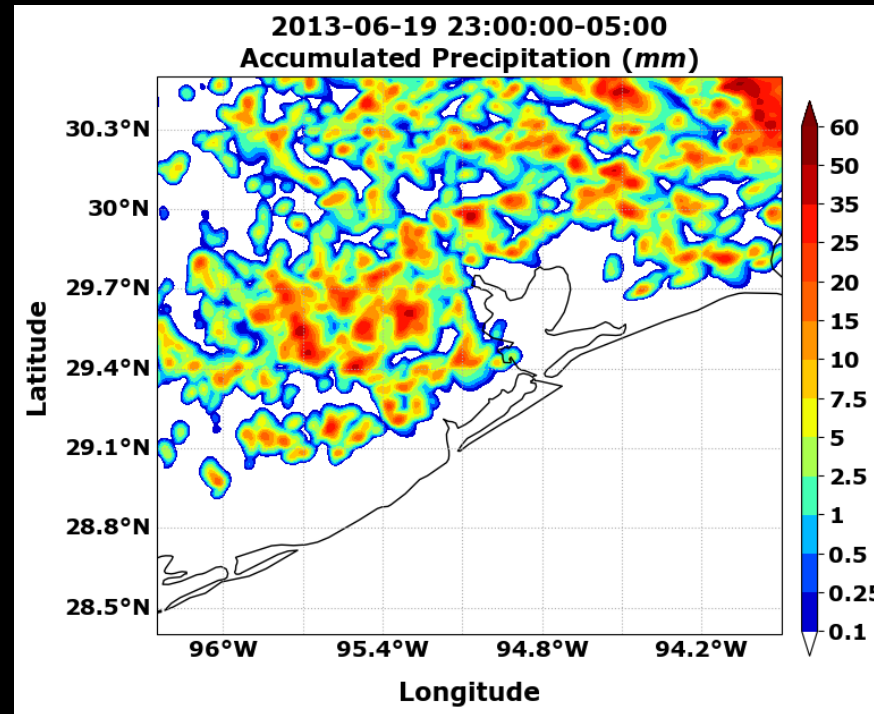 2013-06-19 23:00:00-05:00
Accumulated Precipitation (mm)
30.3°N
30°N
29.7°N
29.4°N
29.1°N
28.8°N
28.5°N
Latitude
96°W
95.4°W
94.8°W
94.2°W
Longitude
60
50
35
25
20
15
10
7.5
5
2.5
1
0.5
0.25
0.1